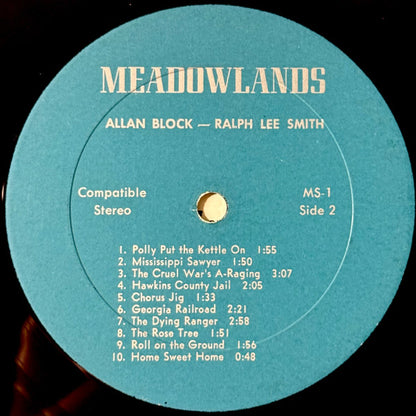 MEADOWLANDS
ALLAN BLOCK — RALPH LEE SMITH
Compatible
Stereo
MS-1
Side 2
1. Polly Put the Kettle On 1:55
2. Mississippi Sawyer 1:50
3. The Cruel War's A-Raging 3:07
4. Hawkins County Jail 2:05
5. Chorus Jig 1:33
6. Georgia Railroad 2:21
7. The Dying Ranger 2:58
8. The Rose Tree 1:51
9. Roll on the Ground 1:56
10. Home Sweet Home 0:48